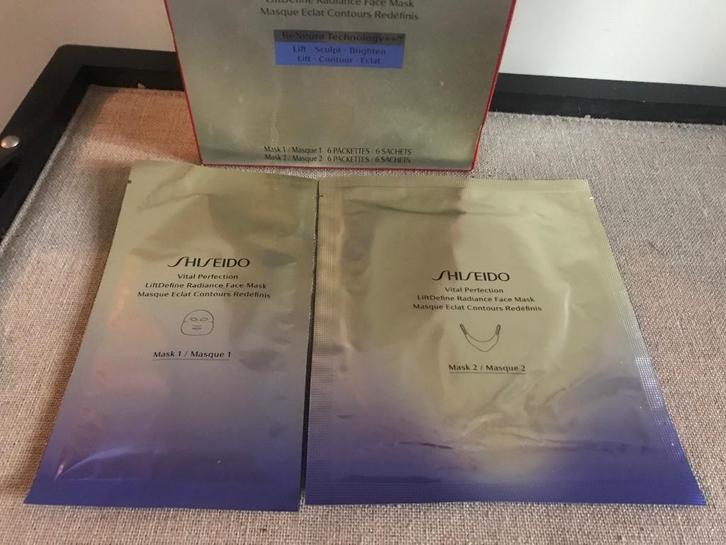 LiftDefine Radiance Face Mask
Masque Eclat Contours Redéfinis
ReNeura Technology++™
Lift · Sculpt · Brighten
Lift · Contour · Eclat
Mask 1 / Masque 1 6 PACKETTES / 6 SACHETS
Mask 2 / Masque 2 6 PACKETTES / 6 SACHETS
SHISEIDO
Vital Perfection
LiftDefine Radiance Face Mask
Masque Eclat Contours Redéfinis
Mask 1 / Masque 1
SHISEIDO
Vital Perfection
LiftDefine Radiance Face Mask
Masque Eclat Contours Redéfinis
Mask 2 / Masque 2